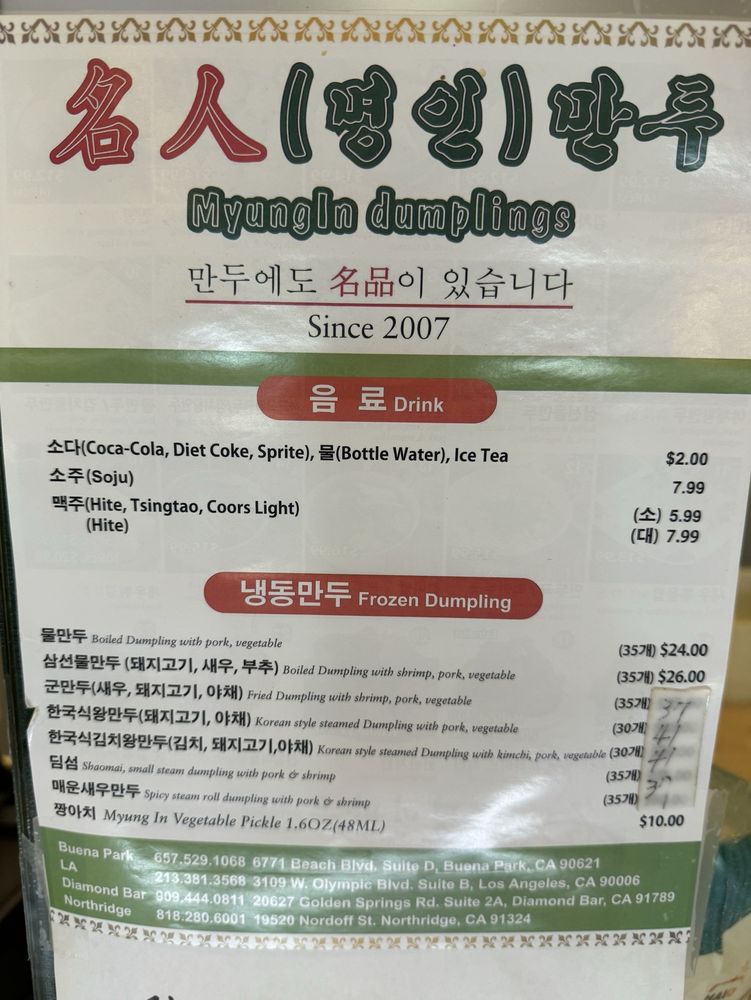 名人(명인)만두
MyungIn dumplings
만두에도 名品이 있습니다
Since 2007
음 료 Drink
소다(Coca-Cola, Diet Coke, Sprite), 물(Bottle Water), Ice Tea $2.00
소주(Soju) 7.99
맥주(Hite, Tsingtao, Coors Light) (소) 5.99
(Hite) (대) 7.99
냉동만두 Frozen Dumpling
물만두 Boiled Dumpling with pork, vegetable (35개) $24.00
삼선물만두 (돼지고기, 새우, 부추) Boiled Dumpling with shrimp, pork, vegetable (35개) $26.00
군만두(새우, 돼지고기, 야채) Fried Dumpling with shrimp, pork, vegetable (35개) 37
한국식왕만두(돼지고기, 야채) Korean style steamed Dumpling with pork, vegetable (30개) 41
한국식김치왕만두(김치, 돼지고기,야채) Korean style steamed Dumpling with kimchi, pork, vegetable (30개) 41
딤섬 Shaomai, small steam dumpling with pork & shrimp (35개)
매운새우만두 Spicy steam roll dumpling with pork & shrimp (35개)
짱아치 Myung In Vegetable Pickle 1.6OZ(48ML) $10.00
Buena Park 657.529.1068 6771 Beach Blvd. Suite D, Buena Park, CA 90621
LA 213.381.3568 3109 W. Olympic Blvd. Suite B, Los Angeles, CA 90006
Diamond Bar 909.444.0811 20627 Golden Springs Rd. Suite 2A, Diamond Bar, CA 91789
Northridge 818.280.6001 19520 Nordoff St. Northridge, CA 91324